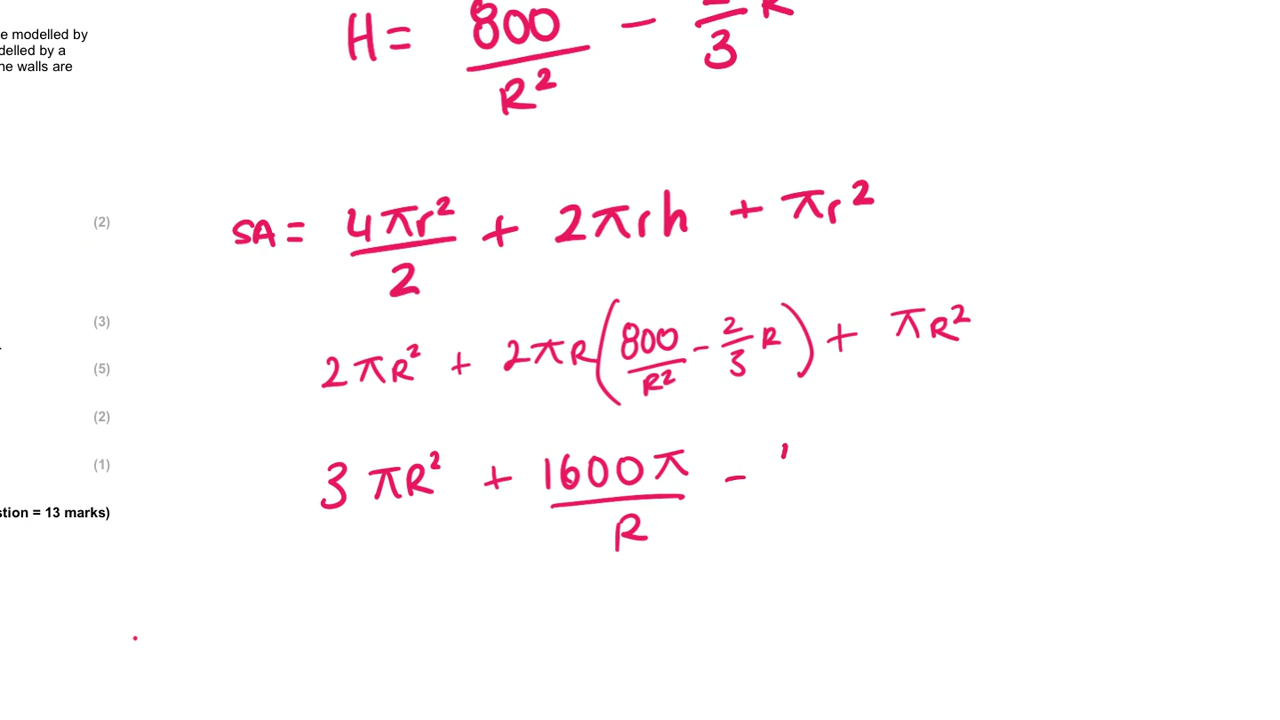 e modelled by
delled by a
he walls are
H = 800/R² - 2/3 R
(2)
SA = 4πr²/2 + 2πrh + πr²
(3)
2πR² + 2πR(800/R² - 2/3 R) + πR²
(5)
(2)
(1)
3πR² + 1600π/R -
stion = 13 marks)